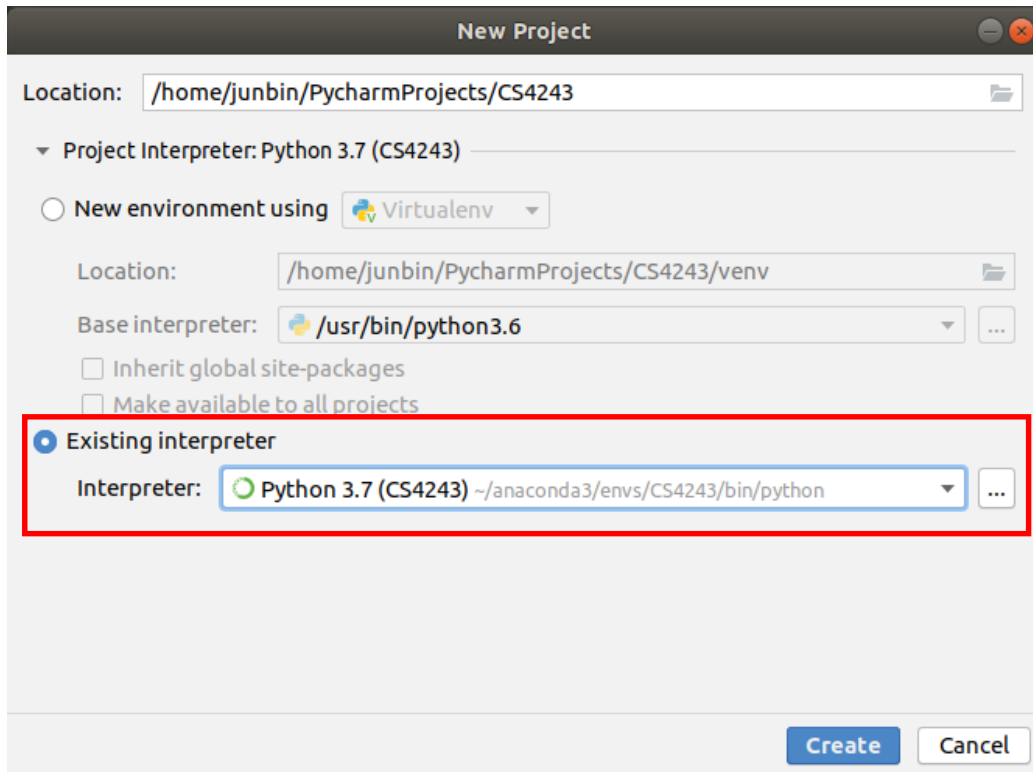 New Project
Location: /home/junbin/PycharmProjects/CS4243
Project Interpreter: Python 3.7 (CS4243)
New environment using Virtualenv
Location: /home/junbin/PycharmProjects/CS4243/venv
Base interpreter: /usr/bin/python3.6 ...
Inherit global site-packages
Make available to all projects
Existing interpreter
Interpreter: Python 3.7 (CS4243) ~/anaconda3/envs/CS4243/bin/python ...
Create Cancel